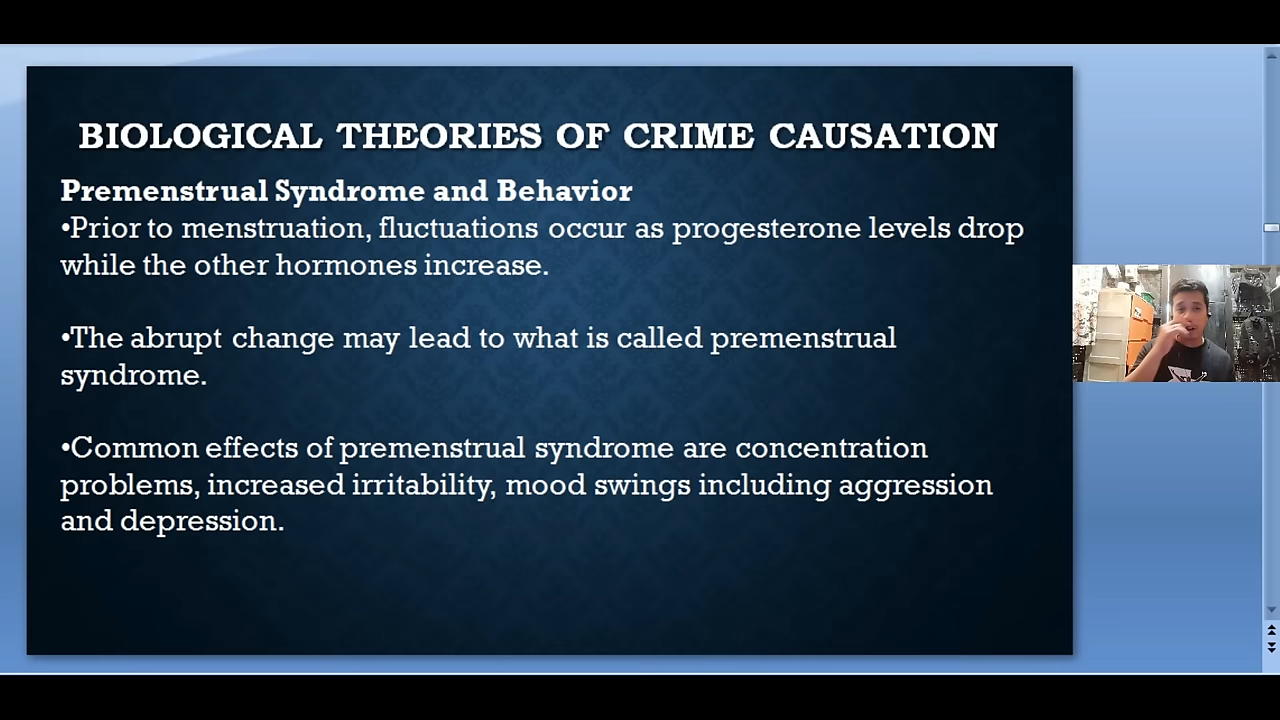 BIOLOGICAL THEORIES OF CRIME CAUSATION
Premenstrual Syndrome and Behavior
•Prior to menstruation, fluctuations occur as progesterone levels drop
while the other hormones increase.
•The abrupt change may lead to what is called premenstrual
syndrome.
•Common effects of premenstrual syndrome are concentration
problems, increased irritability, mood swings including aggression
and depression.